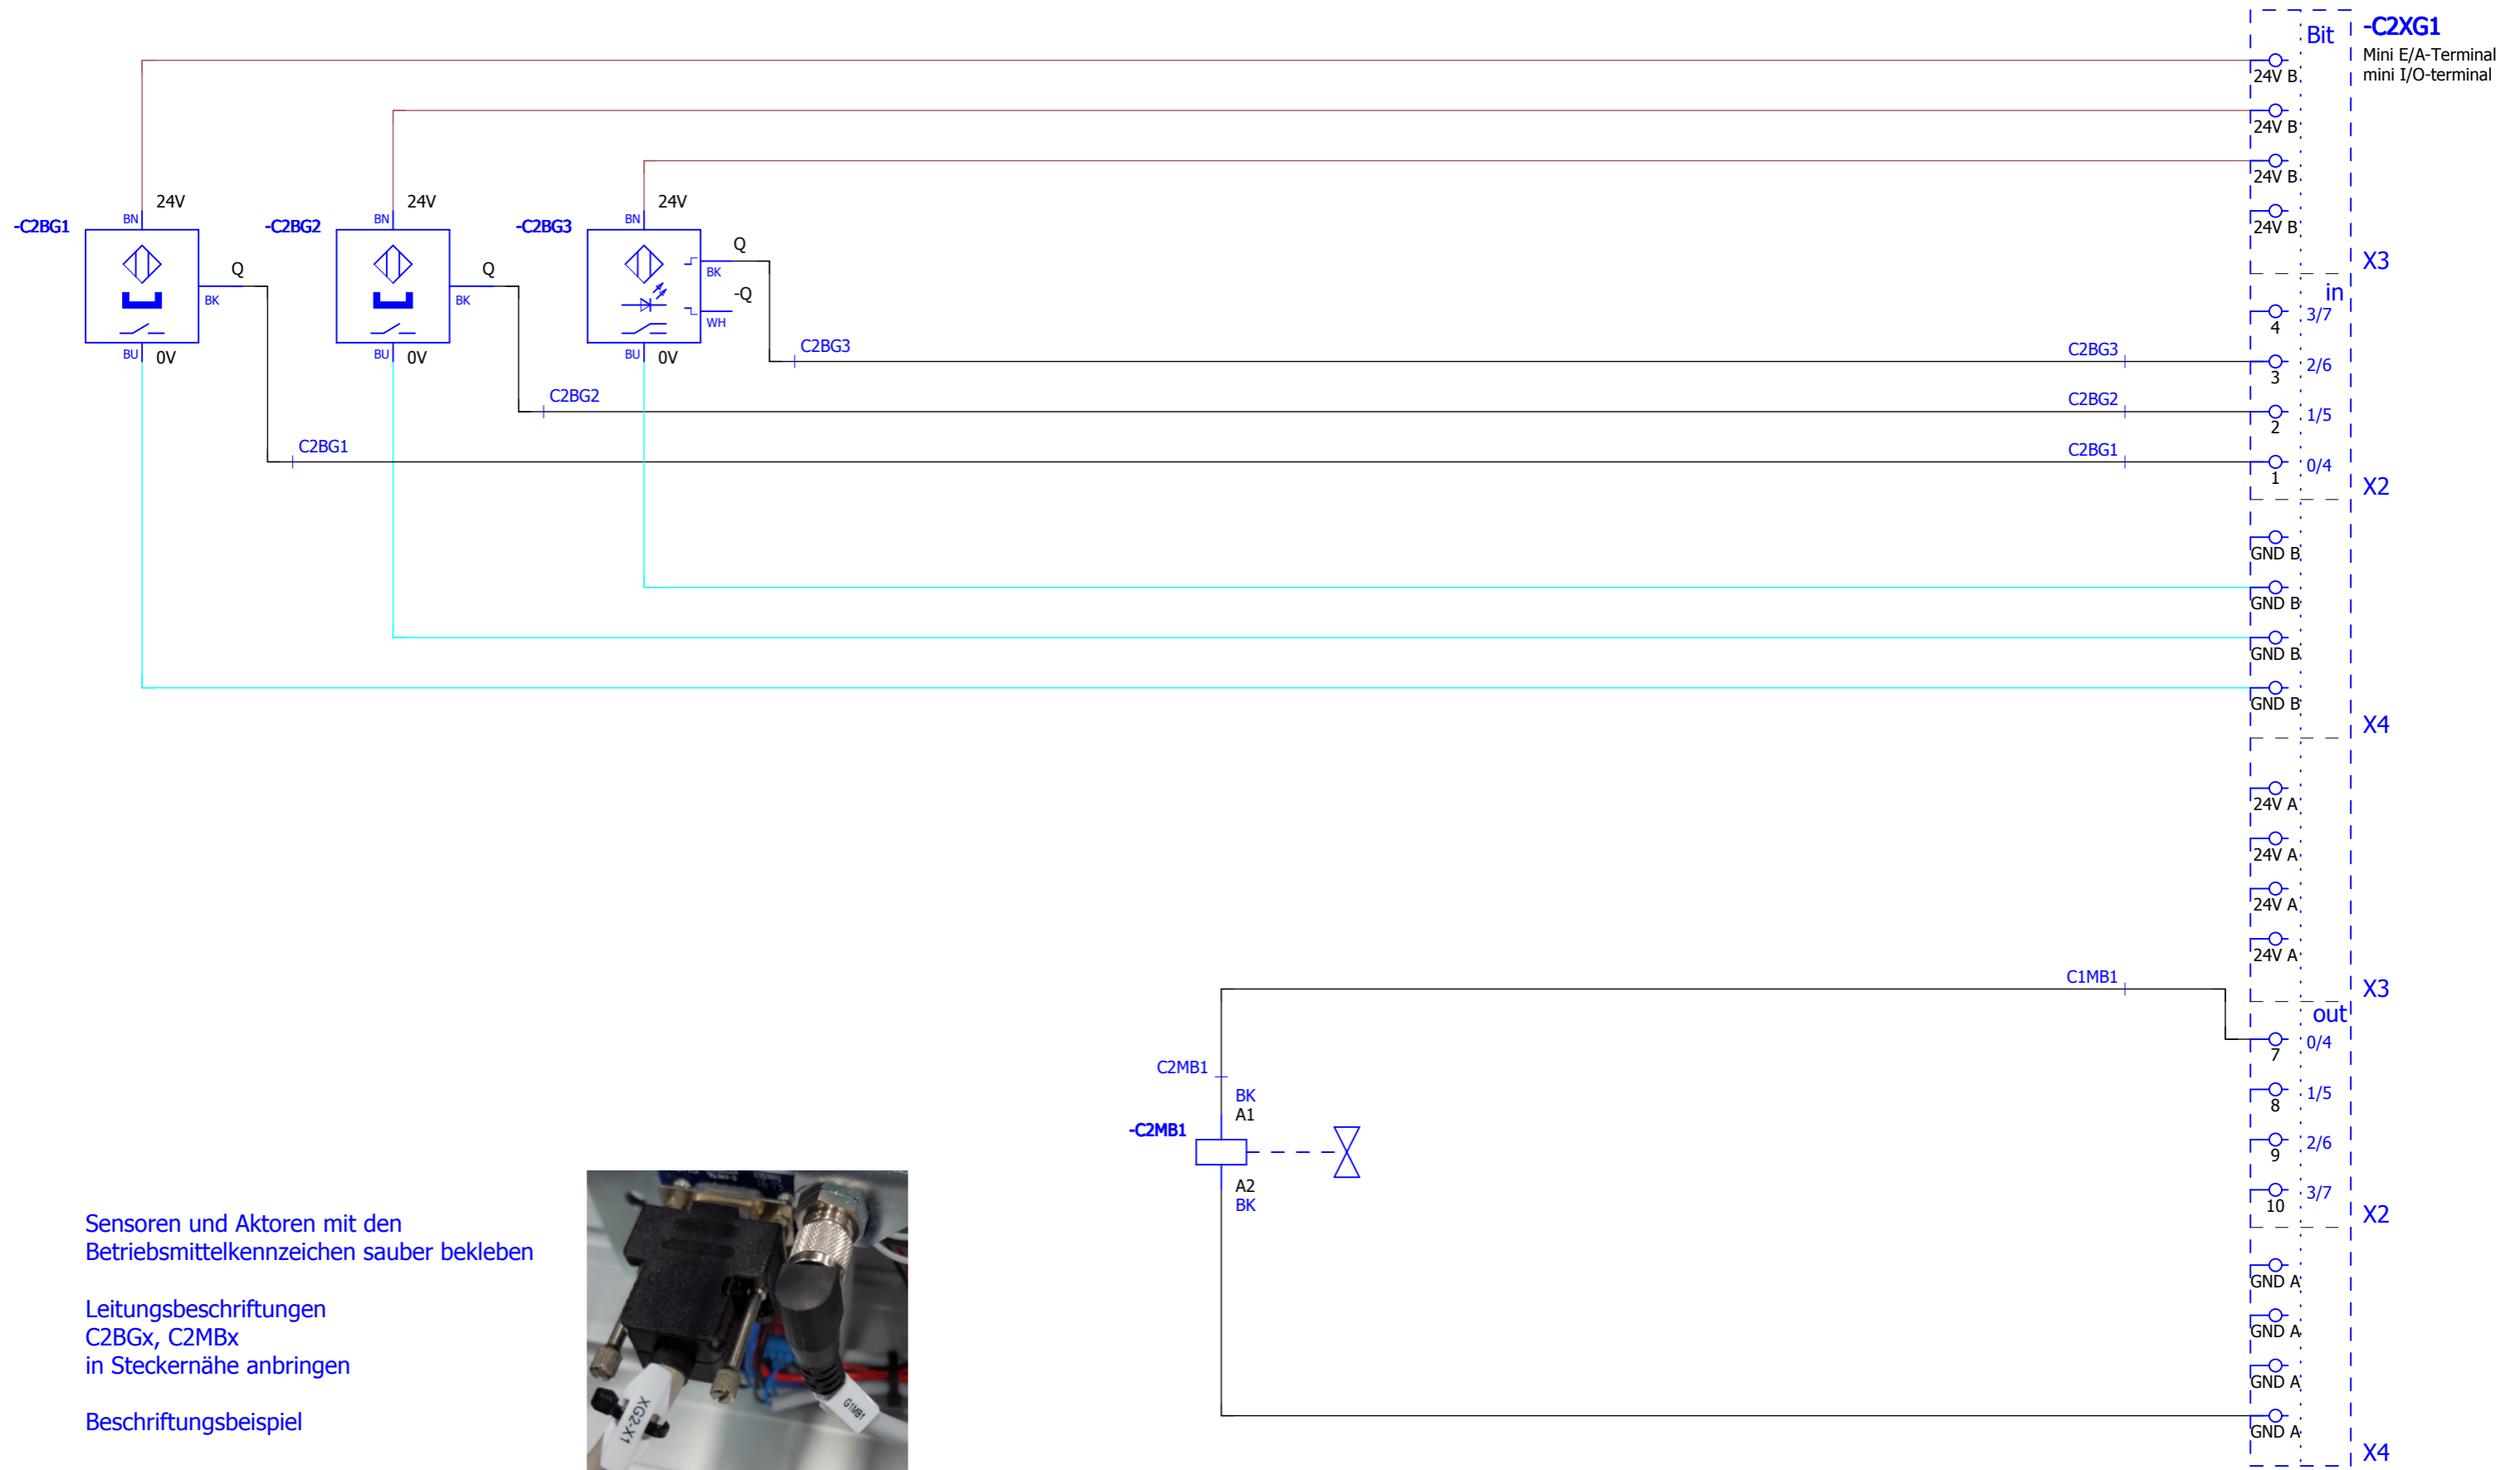 -C2XG1
Mini E/A-Terminal
mini I/O-terminal
Bit
24V B
24V B
24V B
24V B
X3
-C2BG1
BN
24V
Q
BK
BU
0V
-C2BG2
BN
24V
Q
BK
BU
0V
-C2BG3
BN
24V
Q
BK
-Q
WH
BU
0V
in
4
3/7
C2BG3
C2BG3
3
2/6
C2BG2
C2BG2
2
1/5
C2BG1
C2BG1
1
0/4
X2
GND B
GND B
GND B
GND B
X4
24V A
24V A
24V A
24V A
X3
C1MB1
out
7
0/4
8
1/5
9
2/6
10
3/7
X2
C2MB1
BK
A1
-C2MB1
A2
BK
GND A
GND A
GND A
GND A
X4
Sensoren und Aktoren mit den
Betriebsmittelkennzeichen sauber bekleben
Leitungsbeschriftungen
C2BGx, C2MBx
in Steckernähe anbringen
Beschriftungsbeispiel
XG2-X1
G1MB1